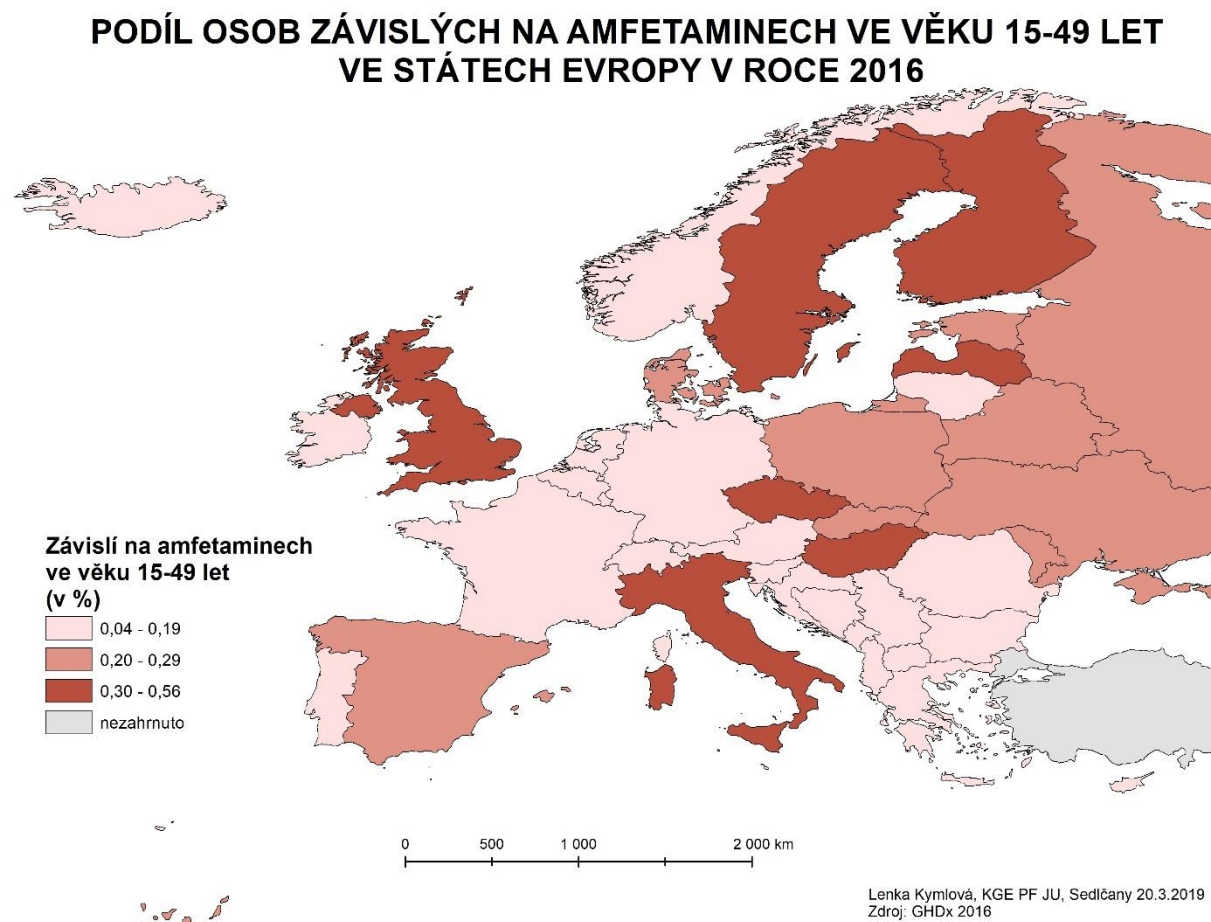 PODÍL OSOB ZÁVISLÝCH NA AMFETAMINECH VE VĚKU 15-49 LET
VE STÁTECH EVROPY V ROCE 2016
Závislí na amfetaminech
ve věku 15-49 let
(v %)
0,04 - 0,19
0,20 - 0,29
0,30 - 0,56
nezahrnuto
0 500 1 000 2 000 km
Lenka Kymlová, KGE PF JU, Sedlčany 20.3.2019
Zdroj: GHDx 2016